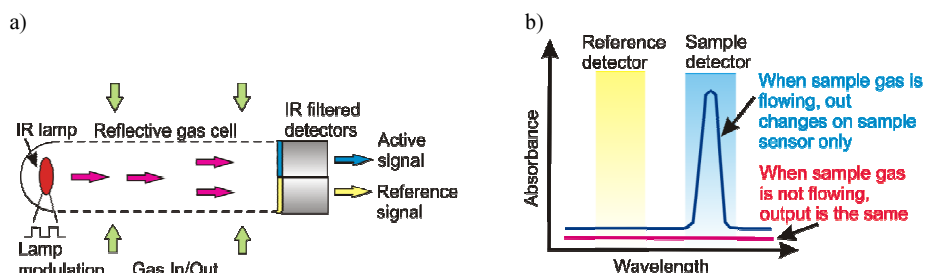 a)
IR lamp
Reflective gas cell
IR filtered
detectors
Active
signal
Reference
signal
Lamp
modulation
Gas In/Out
b)
Reference
detector
Sample
detector
When sample gas is
flowing, out
changes on sample
sensor only
When sample gas
is not flowing,
output is the same
Absorbance
Wavelength